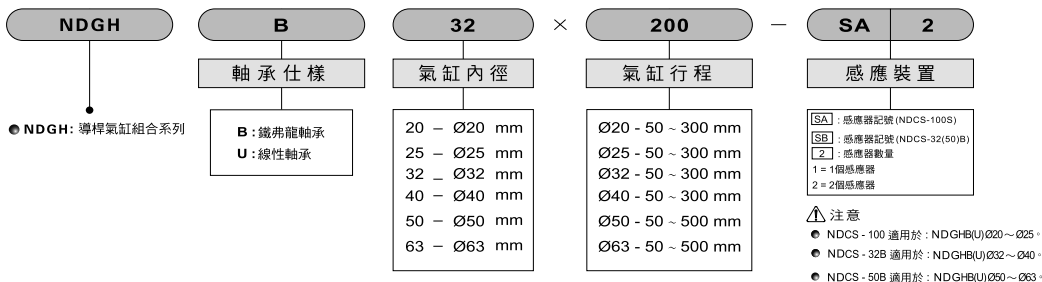 NDGH B 32 × 200 – SA 2
軸承仕樣 氣缸內徑 氣缸行程 感應裝置
NDGH: 導桿氣缸組合系列
B : 鐵弗龍軸承
U : 線性軸承
20 – Ø20 mm
25 – Ø25 mm
32 – Ø32 mm
40 – Ø40 mm
50 – Ø50 mm
63 – Ø63 mm
Ø20 - 50 ~ 300 mm
Ø25 - 50 ~ 300 mm
Ø32 - 50 ~ 300 mm
Ø40 - 50 ~ 300 mm
Ø50 - 50 ~ 500 mm
Ø63 - 50 ~ 500 mm
SA : 感應器記號(NDCS-100S)
SB : 感應器記號(NDCS-32(50)B)
2 : 感應器數量
1 = 1個感應器
2 = 2個感應器
注意
NDCS - 100 適用於 : NDGHB(U)Ø20～Ø25。
NDCS - 32B 適用於 : NDGHB(U)Ø32～Ø40。
NDCS - 50B 適用於 : NDGHB(U)Ø50～Ø63。